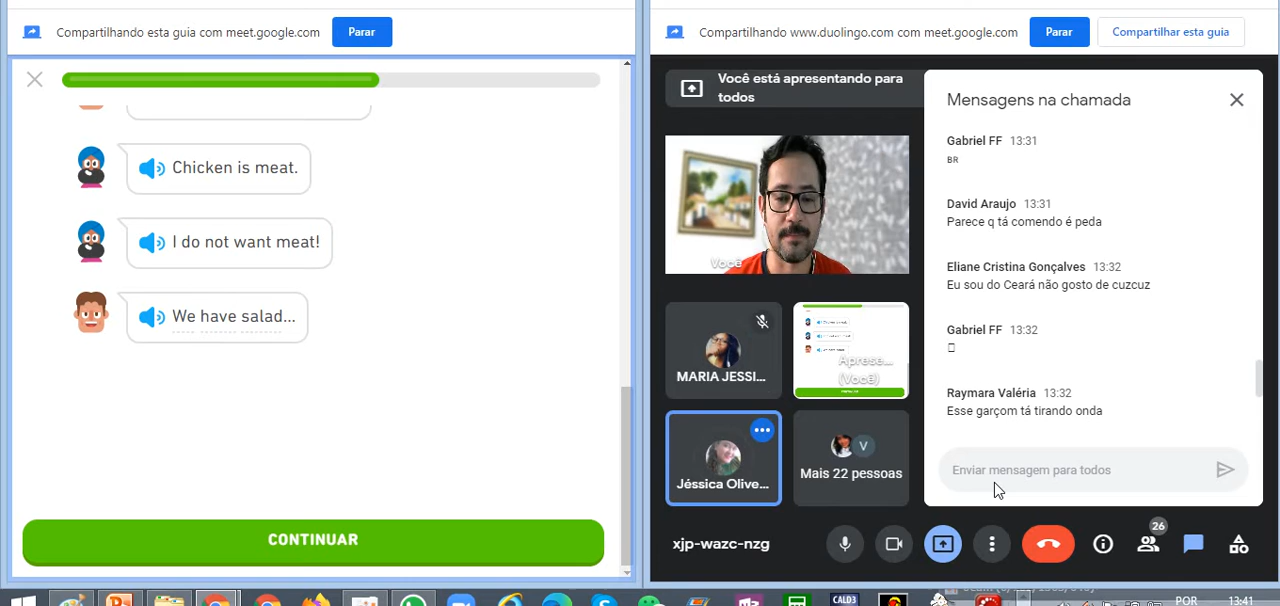 Compartilhando esta guia com meet.google.com
Parar
Chicken is meat.
I do not want meat!
We have salad...
CONTINUAR
Compartilhando www.duolingo.com com meet.google.com
Parar
Compartilhar esta guia
Você está apresentando para
todos
Você
MARIA JESSI...
Aprese...
(Você)
Jéssica Olive...
V
Mais 22 pessoas
Mensagens na chamada
Gabriel FF 13:31
BR
David Araujo 13:31
Parece q tá comendo é peda
Eliane Cristina Gonçalves 13:32
Eu sou do Ceará não gosto de cuzcuz
Gabriel FF 13:32
Raymara Valéria 13:32
Esse garçom tá tirando onda
Enviar mensagem para todos
xjp-wazc-nzg
26
CALD3
POR
13:41